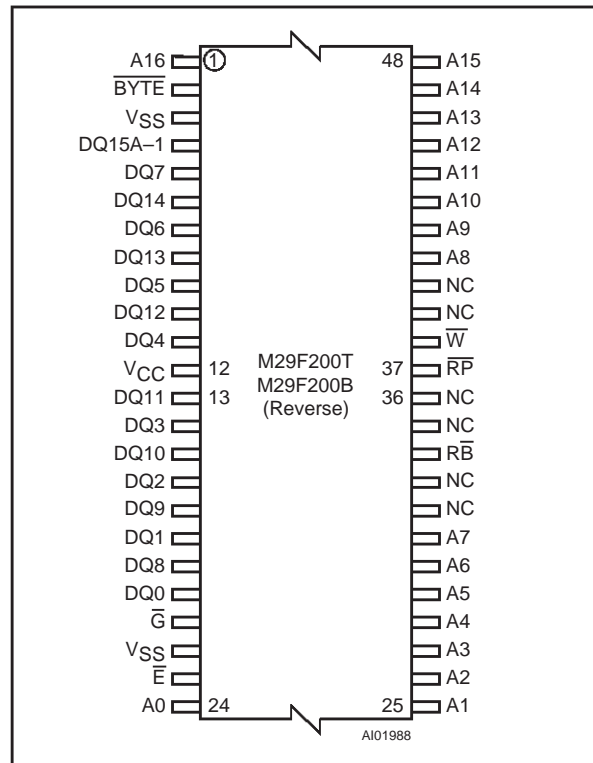 A16 1 48 A15
B̅Y̅T̅E̅ A14
VSS A13
DQ15A–1 A12
DQ7 A11
DQ14 A10
DQ6 A9
DQ13 A8
DQ5 NC
DQ12 NC
DQ4 W̅
VCC 12 M29F200T 37 R̅P̅
M29F200B
DQ11 13 (Reverse) 36 NC
DQ3 NC
DQ10 RB̅
DQ2 NC
DQ9 NC
DQ1 A7
DQ8 A6
DQ0 A5
G̅ A4
VSS A3
E̅ A2
A0 24 25 A1
AI01988